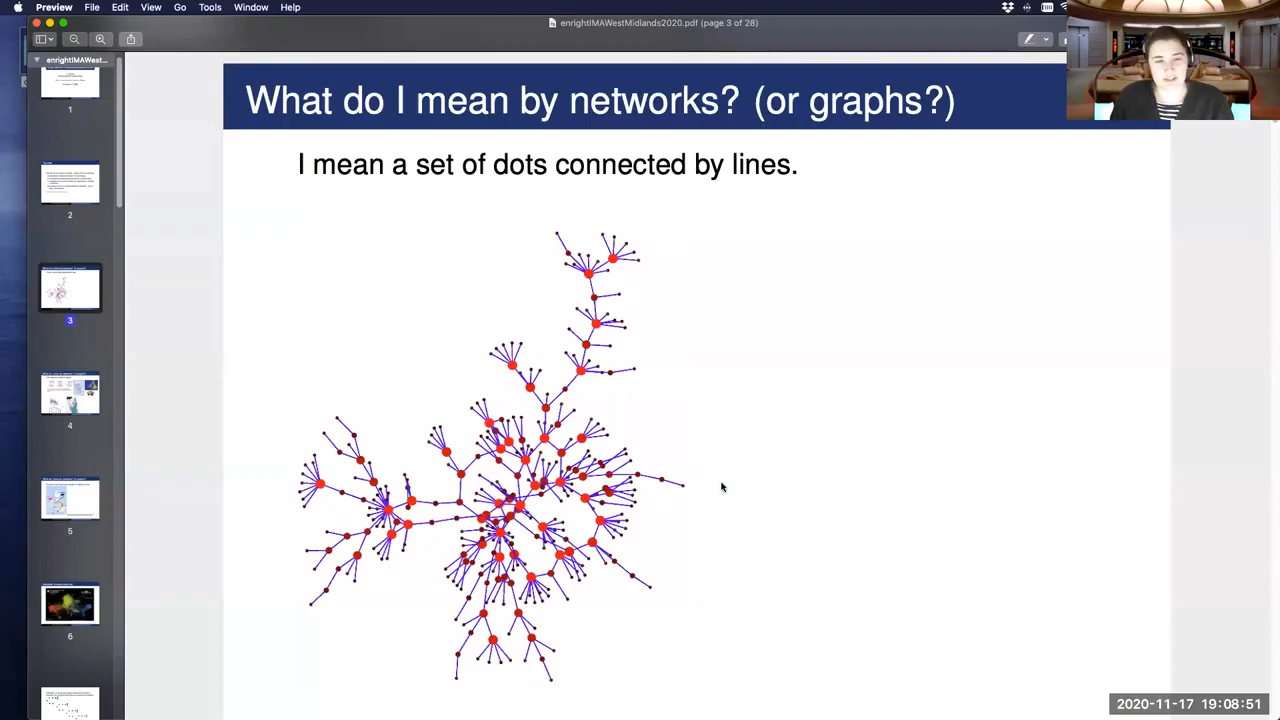 Preview File Edit View Go Tools Window Help
enrightIMAWestMidlands2020.pdf (page 3 of 28)
enrightIMAWest...
1
2
3
4
5
6
What do I mean by networks? (or graphs?)
I mean a set of dots connected by lines.
2020-11-17 19:08:51